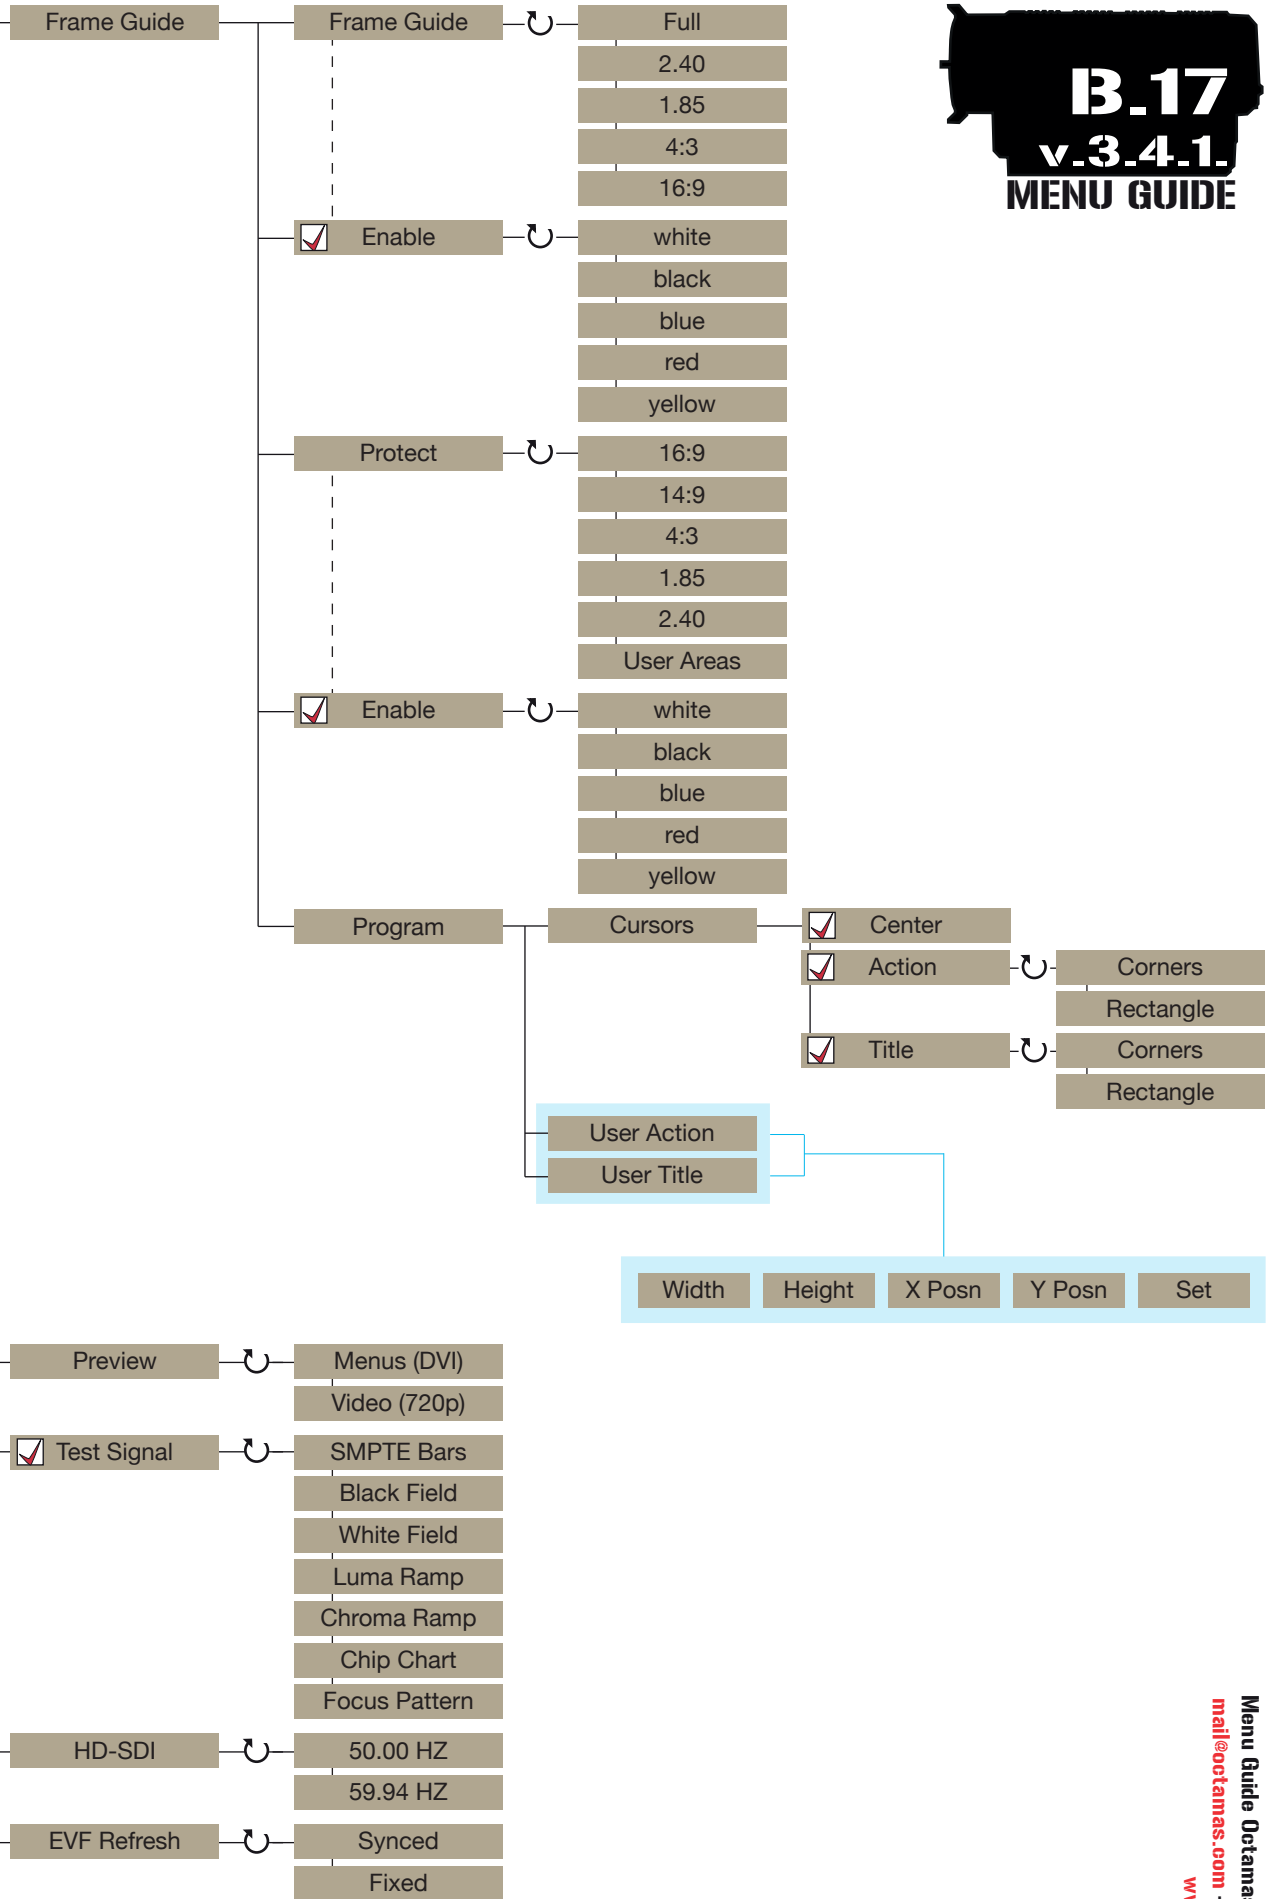 Frame Guide
Frame Guide
Full
2.40
1.85
4:3
16:9
B.17
v.3.4.1.
MENU GUIDE
Enable
white
black
blue
red
yellow
Protect
16:9
14:9
4:3
1.85
2.40
User Areas
Enable
white
black
blue
red
yellow
Program
Cursors
Center
Action
Corners
Rectangle
Title
Corners
Rectangle
User Action
User Title
Width
Height
X Posn
Y Posn
Set
Preview
Menus (DVI)
Video (720p)
Test Signal
SMPTE Bars
Black Field
White Field
Luma Ramp
Chroma Ramp
Chip Chart
Focus Pattern
HD-SDI
50.00 HZ
59.94 HZ
EVF Refresh
Synced
Fixed
Menu Guide Octamas
mail@octamas.com -